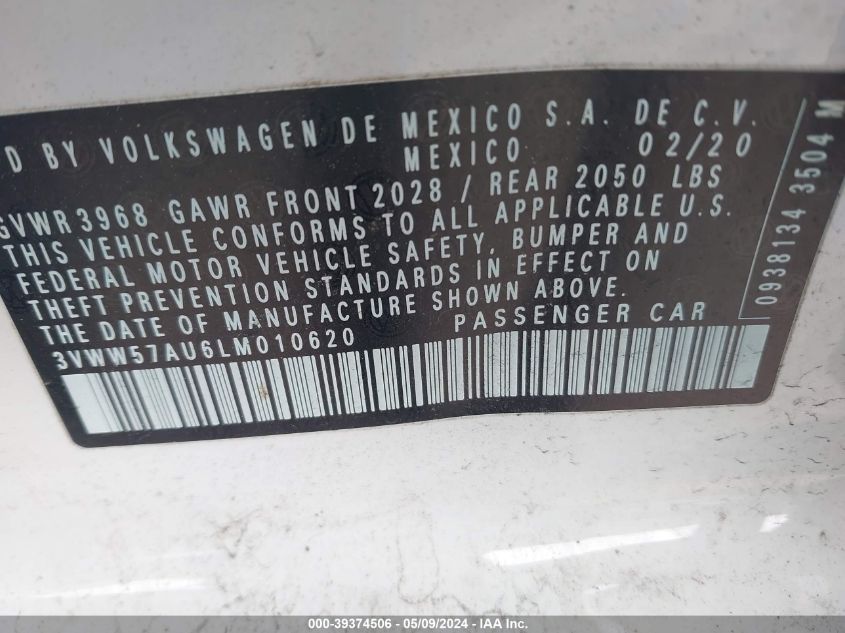 D BY VOLKSWAGEN DE MEXICO S.A. DE C.V.
MEXICO 02/20
GVWR 3968 GAWR FRONT 2028 / REAR 2050 LBS
THIS VEHICLE CONFORMS TO ALL APPLICABLE U.S.
FEDERAL MOTOR VEHICLE SAFETY, BUMPER AND
THEFT PREVENTION STANDARDS IN EFFECT ON
THE DATE OF MANUFACTURE SHOWN ABOVE.
3VWW57AU6LM010620 PASSENGER CAR
0938134 3504 M
000-39374506 - 05/09/2024 - IAA Inc.